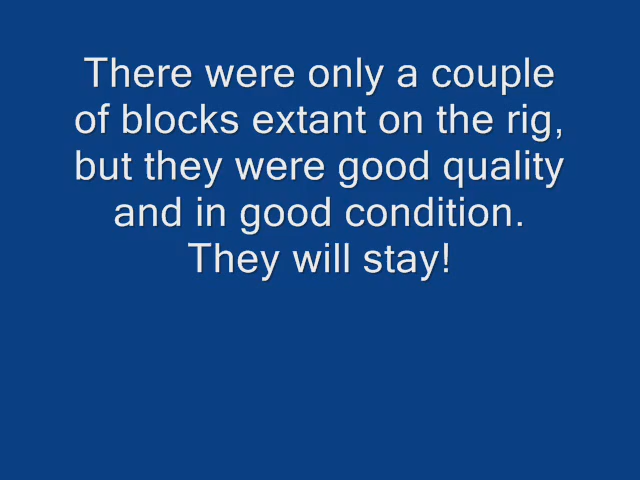 There were only a couple
of blocks extant on the rig,
but they were good quality
and in good condition.
They will stay!